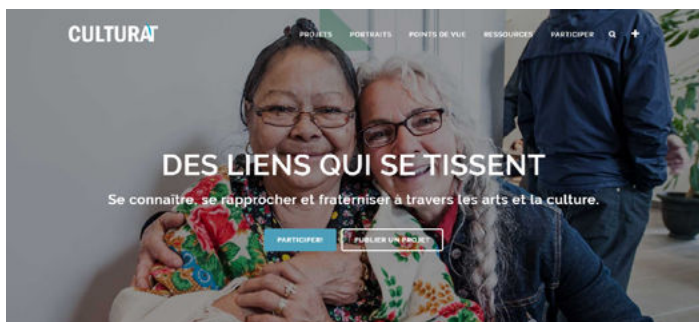 CULTURAT
PROJETS PORTRAITS POINTS DE VUE RESSOURCES PARTICIPER
DES LIENS QUI SE TISSENT
Se connaître, se rapprocher et fraterniser à travers les arts et la culture.
PARTICIPER! PUBLIER UN PROJET